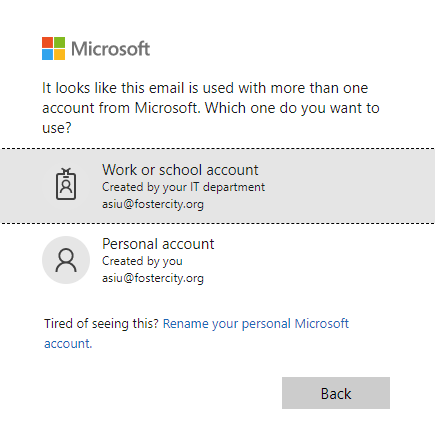 Microsoft
It looks like this email is used with more than one
account from Microsoft. Which one do you want to
use?
Work or school account
Created by your IT department
asiu@fostercity.org
Personal account
Created by you
asiu@fostercity.org
Tired of seeing this? Rename your personal Microsoft
account.
Back